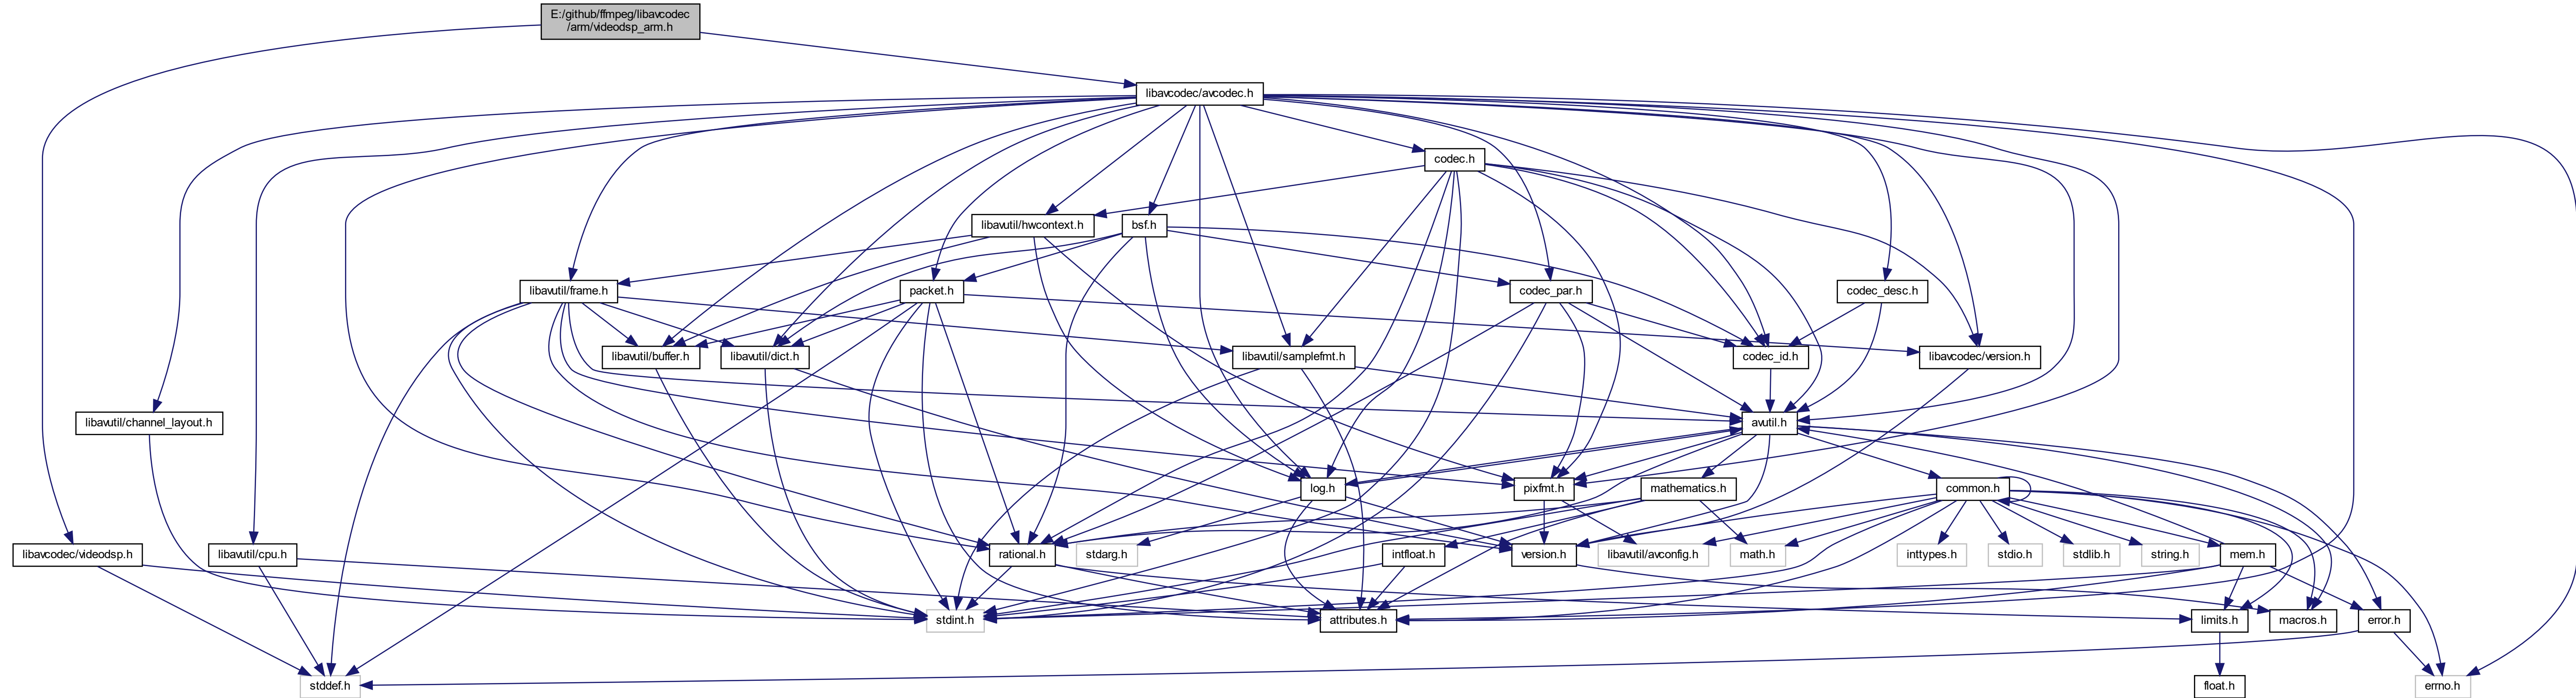 E:/github/ffmpeg/libavcodec
/arm/videodsp_arm.h
libavcodec/avcodec.h
codec.h
libavutil/hwcontext.h
bsf.h
libavutil/frame.h
packet.h
codec_par.h
codec_desc.h
libavutil/buffer.h
libavutil/dict.h
libavutil/samplefmt.h
codec_id.h
libavcodec/version.h
libavutil/channel_layout.h
avutil.h
log.h
pixfmt.h
mathematics.h
common.h
libavcodec/videodsp.h
libavutil/cpu.h
rational.h
stdarg.h
intfloat.h
version.h
libavutil/avconfig.h
math.h
inttypes.h
stdio.h
stdlib.h
string.h
mem.h
stdint.h
attributes.h
limits.h
macros.h
error.h
stddef.h
float.h
errno.h